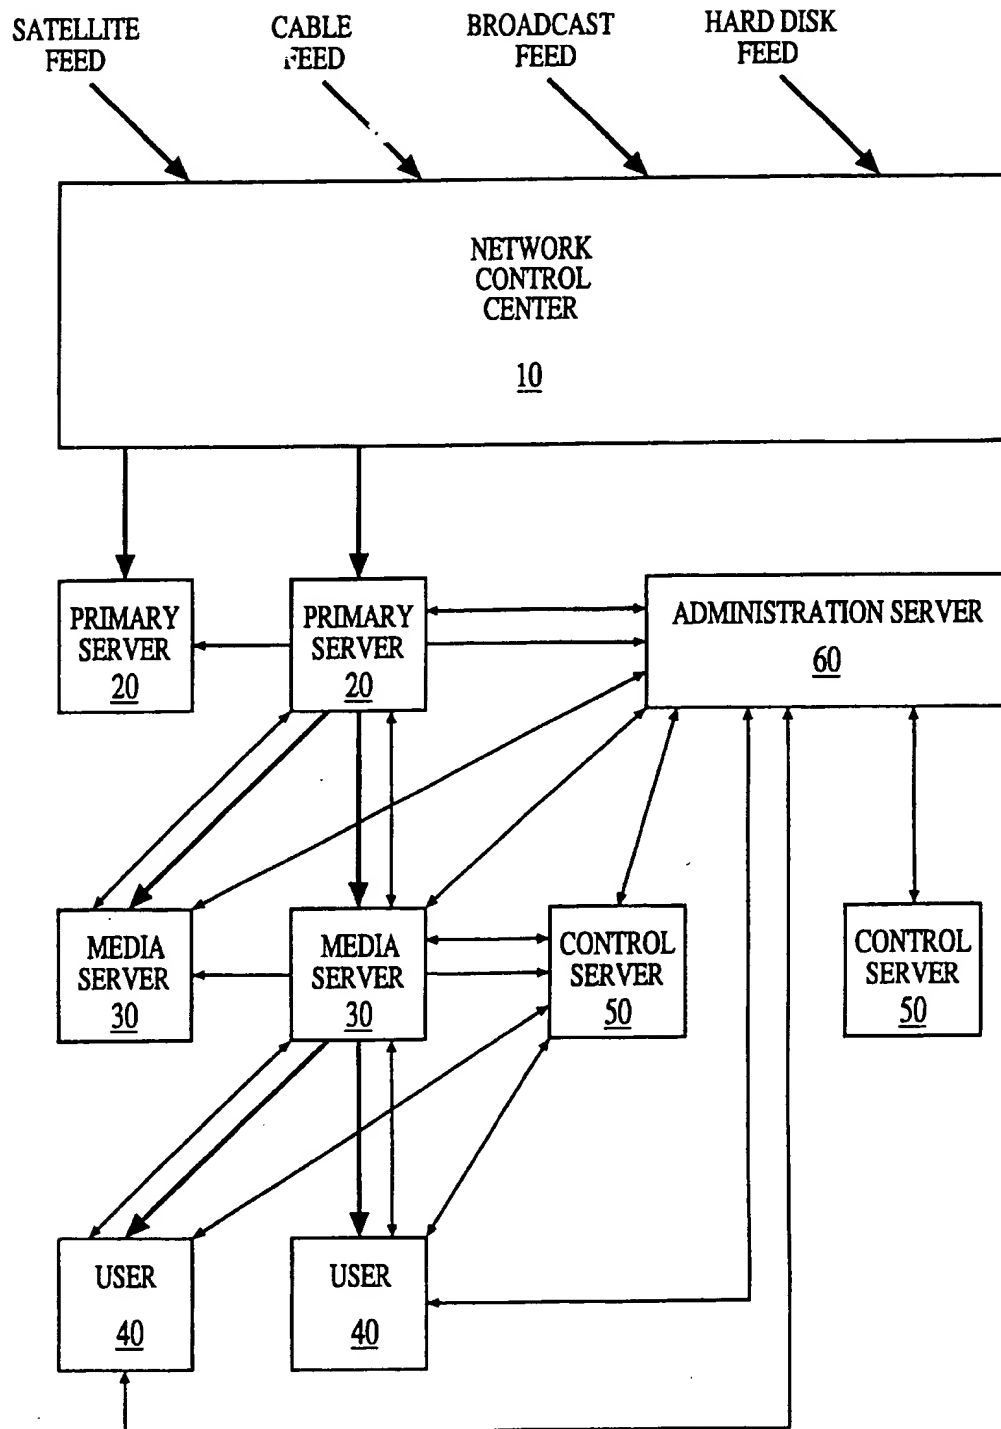 SATELLITE
FEED
CABLE
FEED
BROADCAST
FEED
HARD DISK
FEED
NETWORK
CONTROL
CENTER
10
PRIMARY
SERVER
20
PRIMARY
SERVER
20
ADMINISTRATION SERVER
60
MEDIA
SERVER
30
MEDIA
SERVER
30
CONTROL
SERVER
50
CONTROL
SERVER
50
USER
40
USER
40